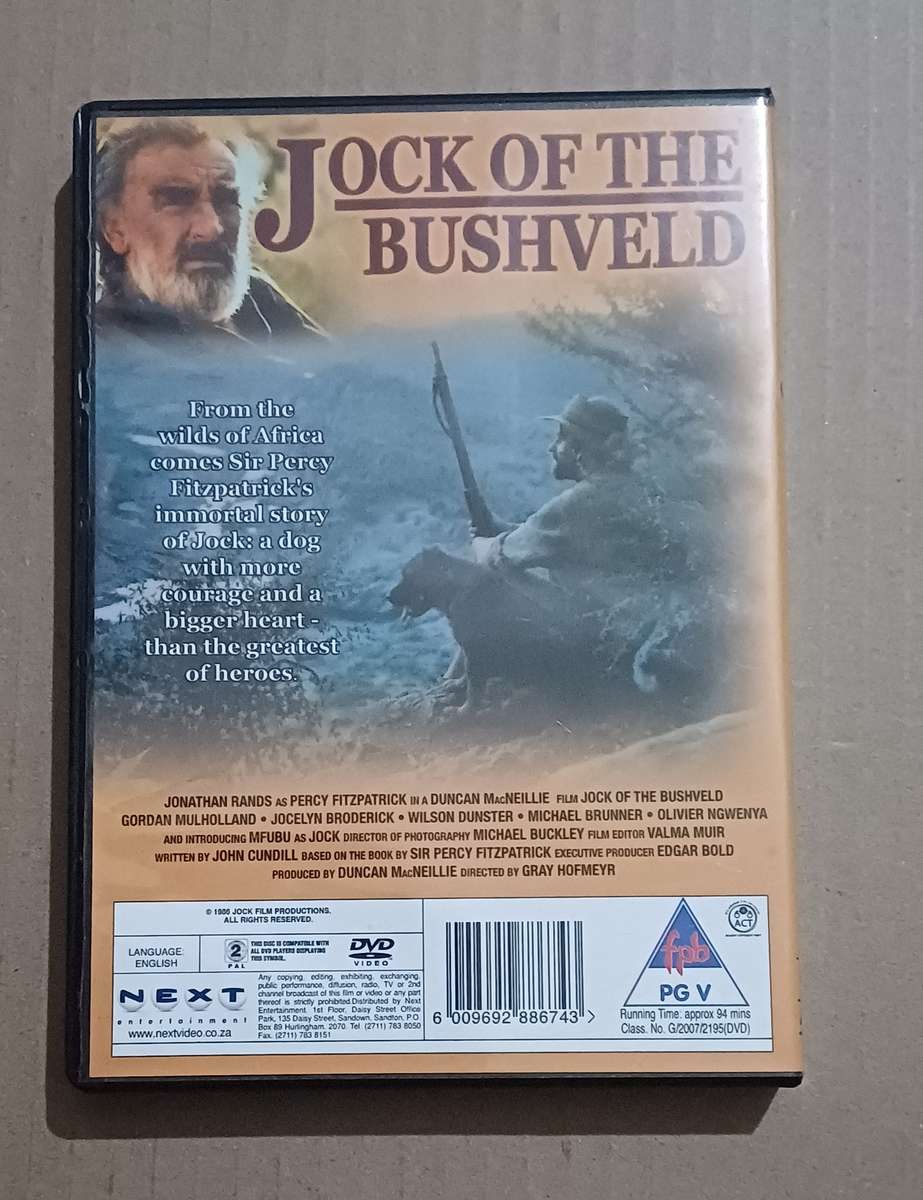 JOCK OF THE
BUSHVELD
From the
wilds of Africa
comes Sir Percy
Fitzpatrick's
immortal story
of Jock: a dog
with more
courage and a
bigger heart -
than the greatest
of heroes.
JONATHAN RANDS AS PERCY FITZPATRICK IN A DUNCAN MACNEILLIE FILM JOCK OF THE BUSHVELD
GORDAN MULHOLLAND • JOCELYN BRODERICK • WILSON DUNSTER • MICHAEL BRUNNER • OLIVIER NGWENYA
AND INTRODUCING MFUBU AS JOCK DIRECTOR OF PHOTOGRAPHY MICHAEL BUCKLEY FILM EDITOR VALMA MUIR
WRITTEN BY JOHN CUNDILL BASED ON THE BOOK BY SIR PERCY FITZPATRICK EXECUTIVE PRODUCER EDGAR BOLD
PRODUCED BY DUNCAN MACNEILLIE DIRECTED BY GRAY HOFMEYR
© 1986 JOCK FILM PRODUCTIONS.
ALL RIGHTS RESERVED.
LANGUAGE:
ENGLISH
2
PAL
THIS DISC IS COMPATIBLE WITH
ALL DVD PLAYERS DISPLAYING
THIS SYMBOL.
DVD
VIDEO
NEXT
entertainment
www.nextvideo.co.za
Any copying, editing, exhibiting, exchanging,
public performance, diffusion, radio, TV or 2nd
channel broadcast of this film or video or any part
thereof is strictly prohibited.Distributed by Next
Entertainment. 1st Floor, Daisy Street Office
Park, 135 Daisy Street, Sandown, Sandton, P.O.
Box 89 Hurlingham. 2070. Tel: (2711) 783 8050
Fax. (2711) 783 8151
6 009692 886743 >
fpb
PG V
Running Time: approx 94 mins
Class. No. G/2007/2195(DVD)
ACT